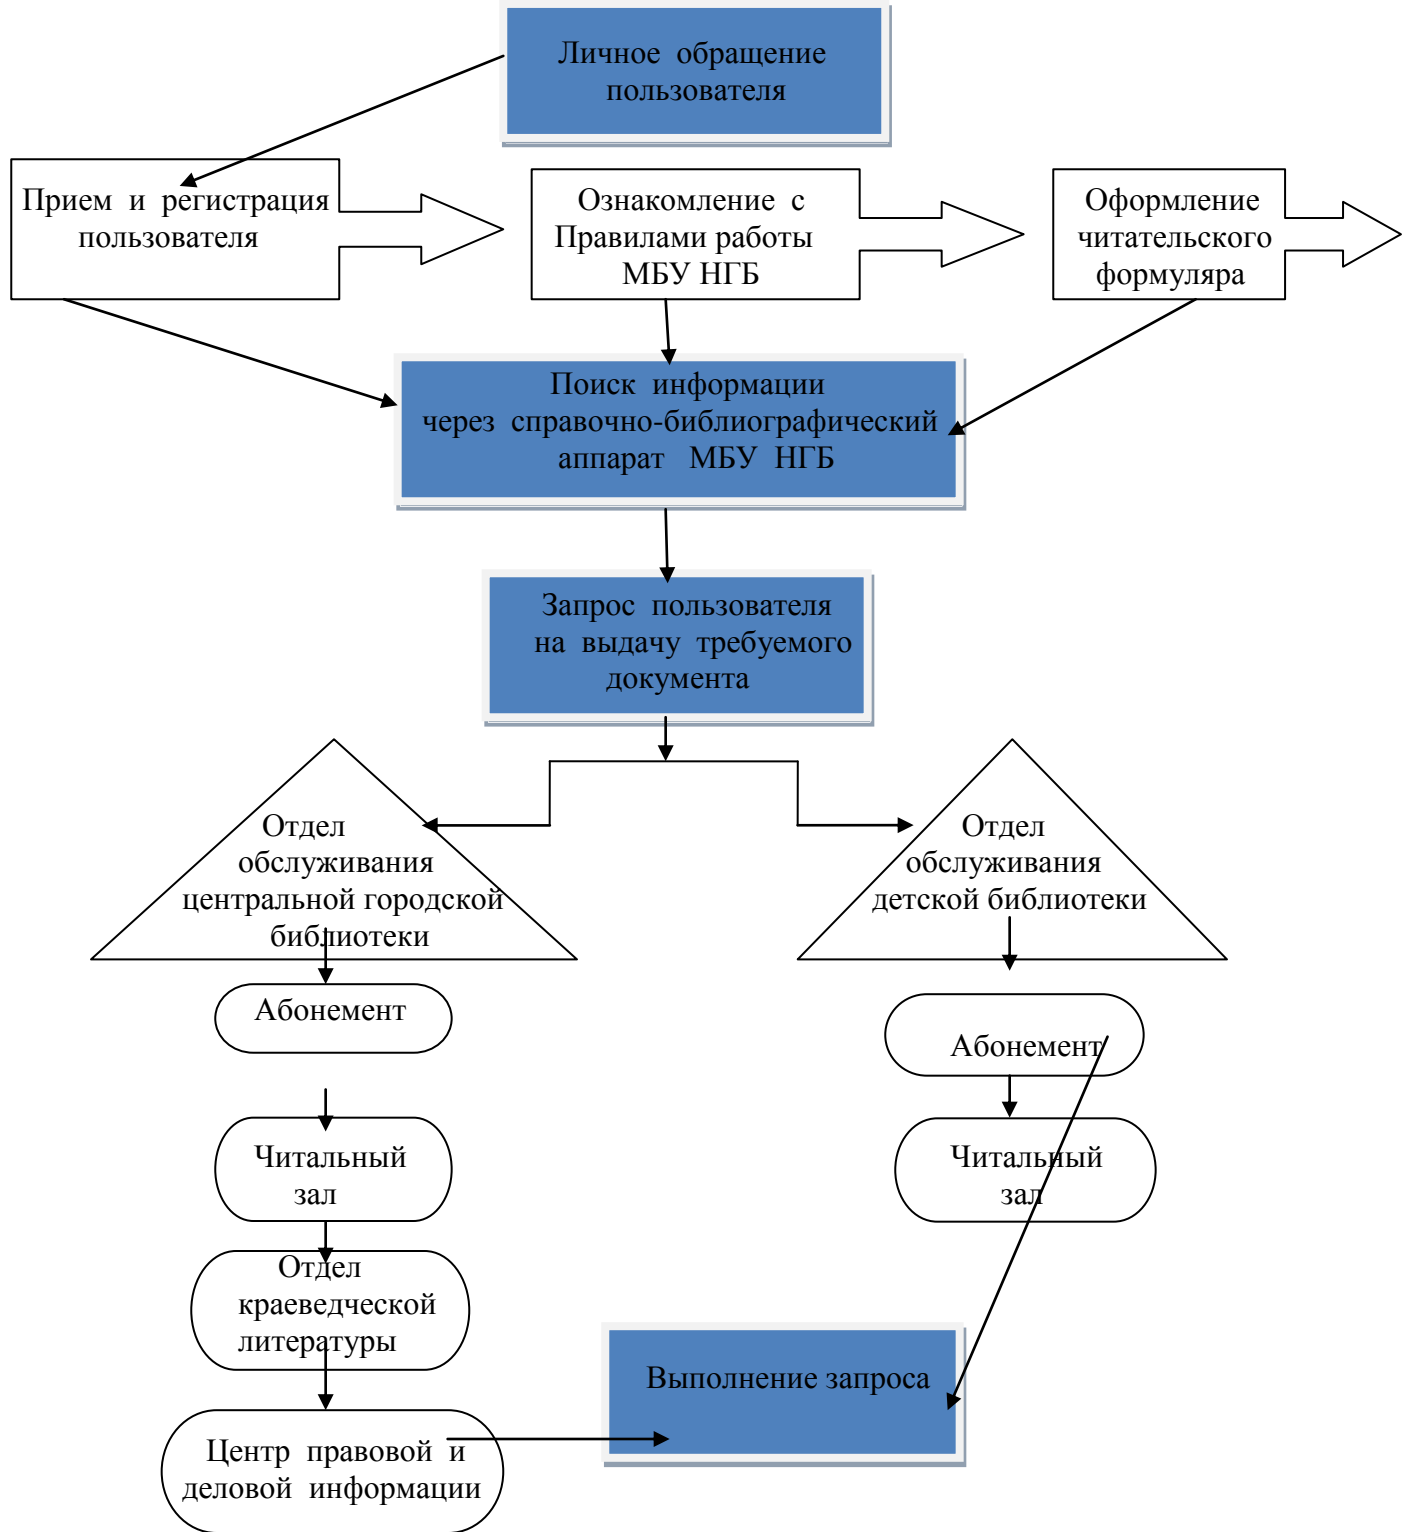 Личное обращение
пользователя
Прием и регистрация
пользователя
Ознакомление с
Правилами работы
МБУ НГБ
Оформление
читательского
формуляра
Поиск информации
через справочно-библиографический
аппарат МБУ НГБ
Запрос пользователя
на выдачу требуемого
документа
Отдел
обслуживания
центральной городской
библиотеки
Отдел
обслуживания
детской библиотеки
Абонемент
Абонемент
Читальный
зал
Читальный
зал
Отдел
краеведческой
литературы
Выполнение запроса
Центр правовой и
деловой информации